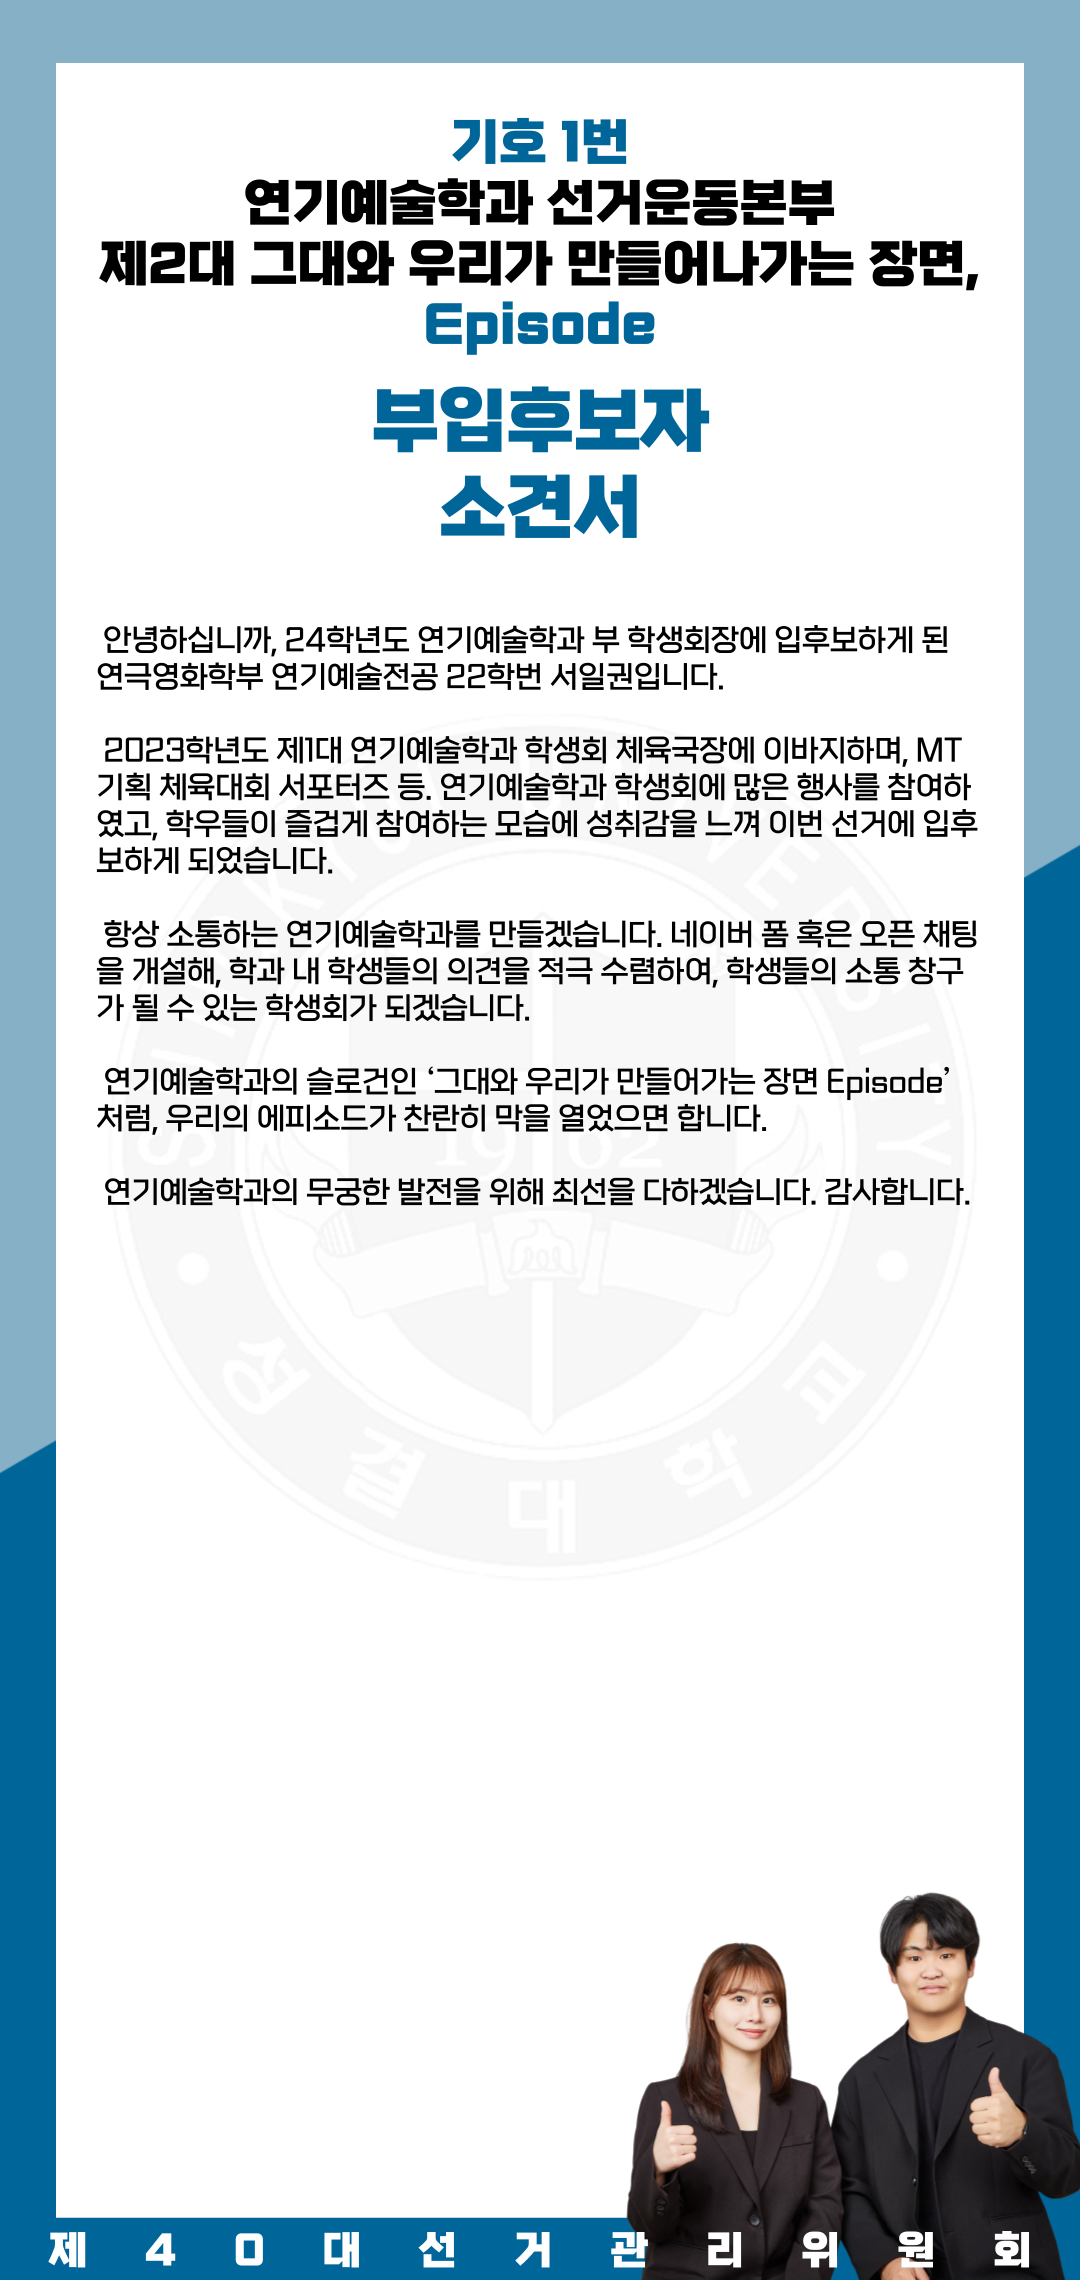 기호 1번
연기예술학과 선거운동본부
제2대 그대와 우리가 만들어나가는 장면,
Episode
부입후보자
소견서
안녕하십니까, 24학년도 연기예술학과 부 학생회장에 입후보하게 된
연극영화학부 연기예술전공 22학번 서일권입니다.
2023학년도 제1대 연기예술학과 학생회 체육국장에 이바지하며, MT
기획 체육대회 서포터즈 등. 연기예술학과 학생회에 많은 행사를 참여하
였고, 학우들이 즐겁게 참여하는 모습에 성취감을 느껴 이번 선거에 입후
보하게 되었습니다.
항상 소통하는 연기예술학과를 만들겠습니다. 네이버 폼 혹은 오픈 채팅
을 개설해, 학과 내 학생들의 의견을 적극 수렴하여, 학생들의 소통 창구
가 될 수 있는 학생회가 되겠습니다.
연기예술학과의 슬로건인 ‘그대와 우리가 만들어가는 장면 Episode’
처럼, 우리의 에피소드가 찬란히 막을 열었으면 합니다.
연기예술학과의 무궁한 발전을 위해 최선을 다하겠습니다. 감사합니다.
1962
성결대학교
제40대선거관리위원회